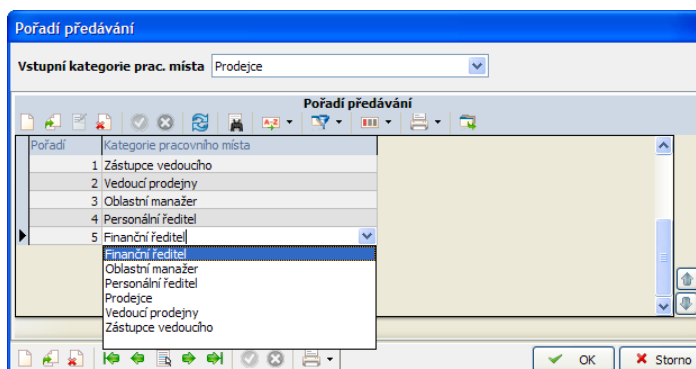 Pořadí předávání
Vstupní kategorie prac. místa Prodejce
Pořadí předávání
Pořadí Kategorie pracovního místa
1 Zástupce vedoucího
2 Vedoucí prodejny
3 Oblastní manažer
4 Personální ředitel
5 Finanční ředitel
Finanční ředitel
Oblastní manažer
Personální ředitel
Prodejce
Vedoucí prodejny
Zástupce vedoucího
OK Storno